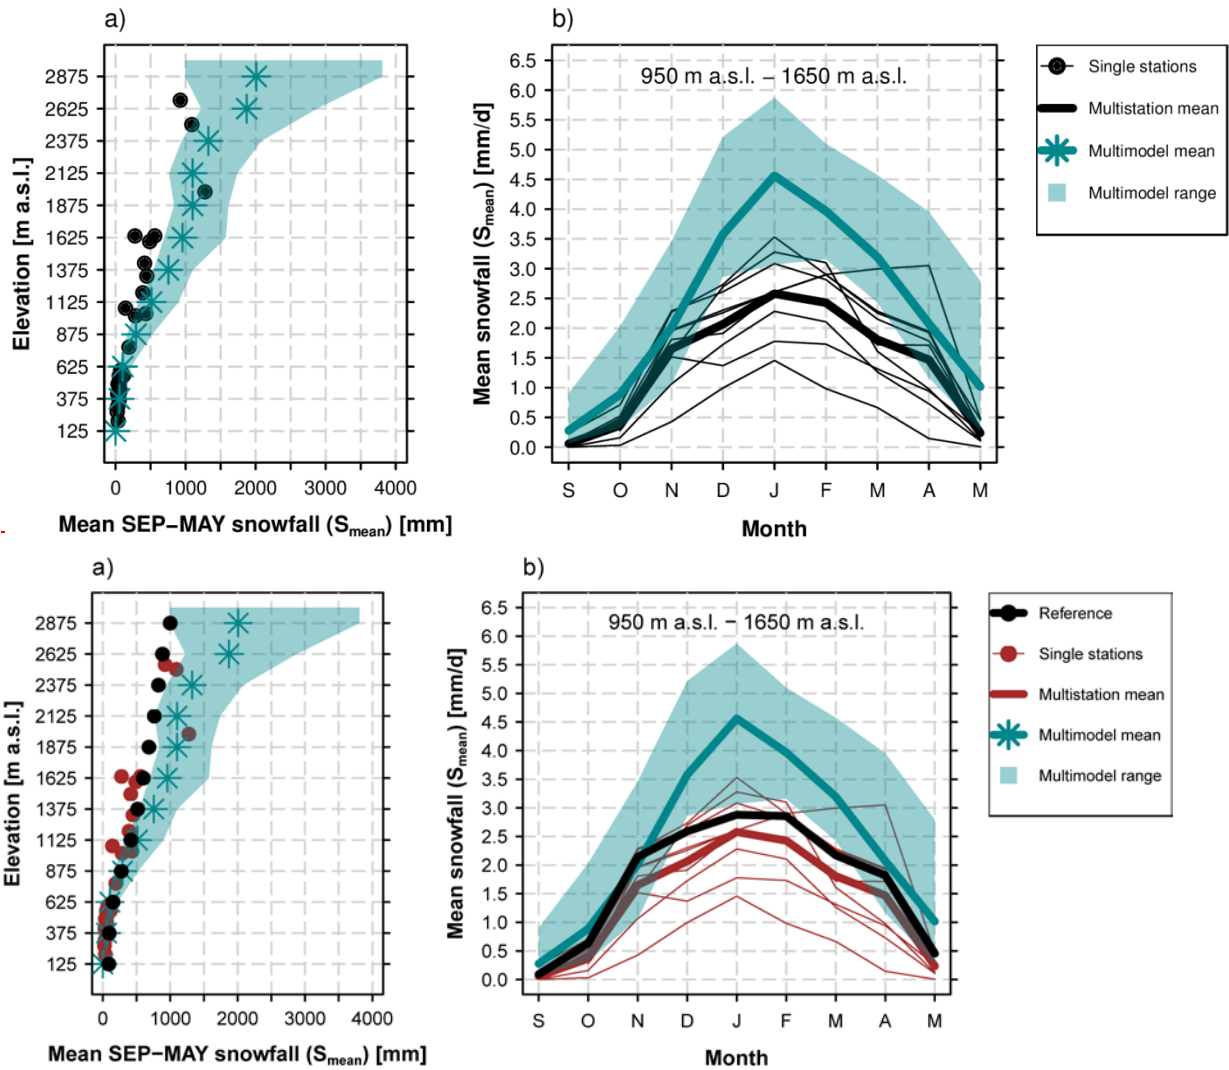 a)
b)
2875
2625
2375
2125
1875
1625
1375
1125
875
625
375
125
Elevation [m a.s.l.]
0 1000 2000 3000 4000
Mean SEP−MAY snowfall (Smean) [mm]
950 m a.s.l. − 1650 m a.s.l.
6.5
6.0
5.5
5.0
4.5
4.0
3.5
3.0
2.5
2.0
1.5
1.0
0.5
0.0
Mean snowfall (Smean) [mm/d]
S O N D J F M A M
Month
Single stations
Multistation mean
Multimodel mean
Multimodel range
a)
b)
2875
2625
2375
2125
1875
1625
1375
1125
875
625
375
125
Elevation [m a.s.l.]
0 1000 2000 3000 4000
Mean SEP−MAY snowfall (Smean) [mm]
950 m a.s.l. − 1650 m a.s.l.
6.5
6.0
5.5
5.0
4.5
4.0
3.5
3.0
2.5
2.0
1.5
1.0
0.5
0.0
Mean snowfall (Smean) [mm/d]
S O N D J F M A M
Month
Reference
Single stations
Multistation mean
Multimodel mean
Multimodel range